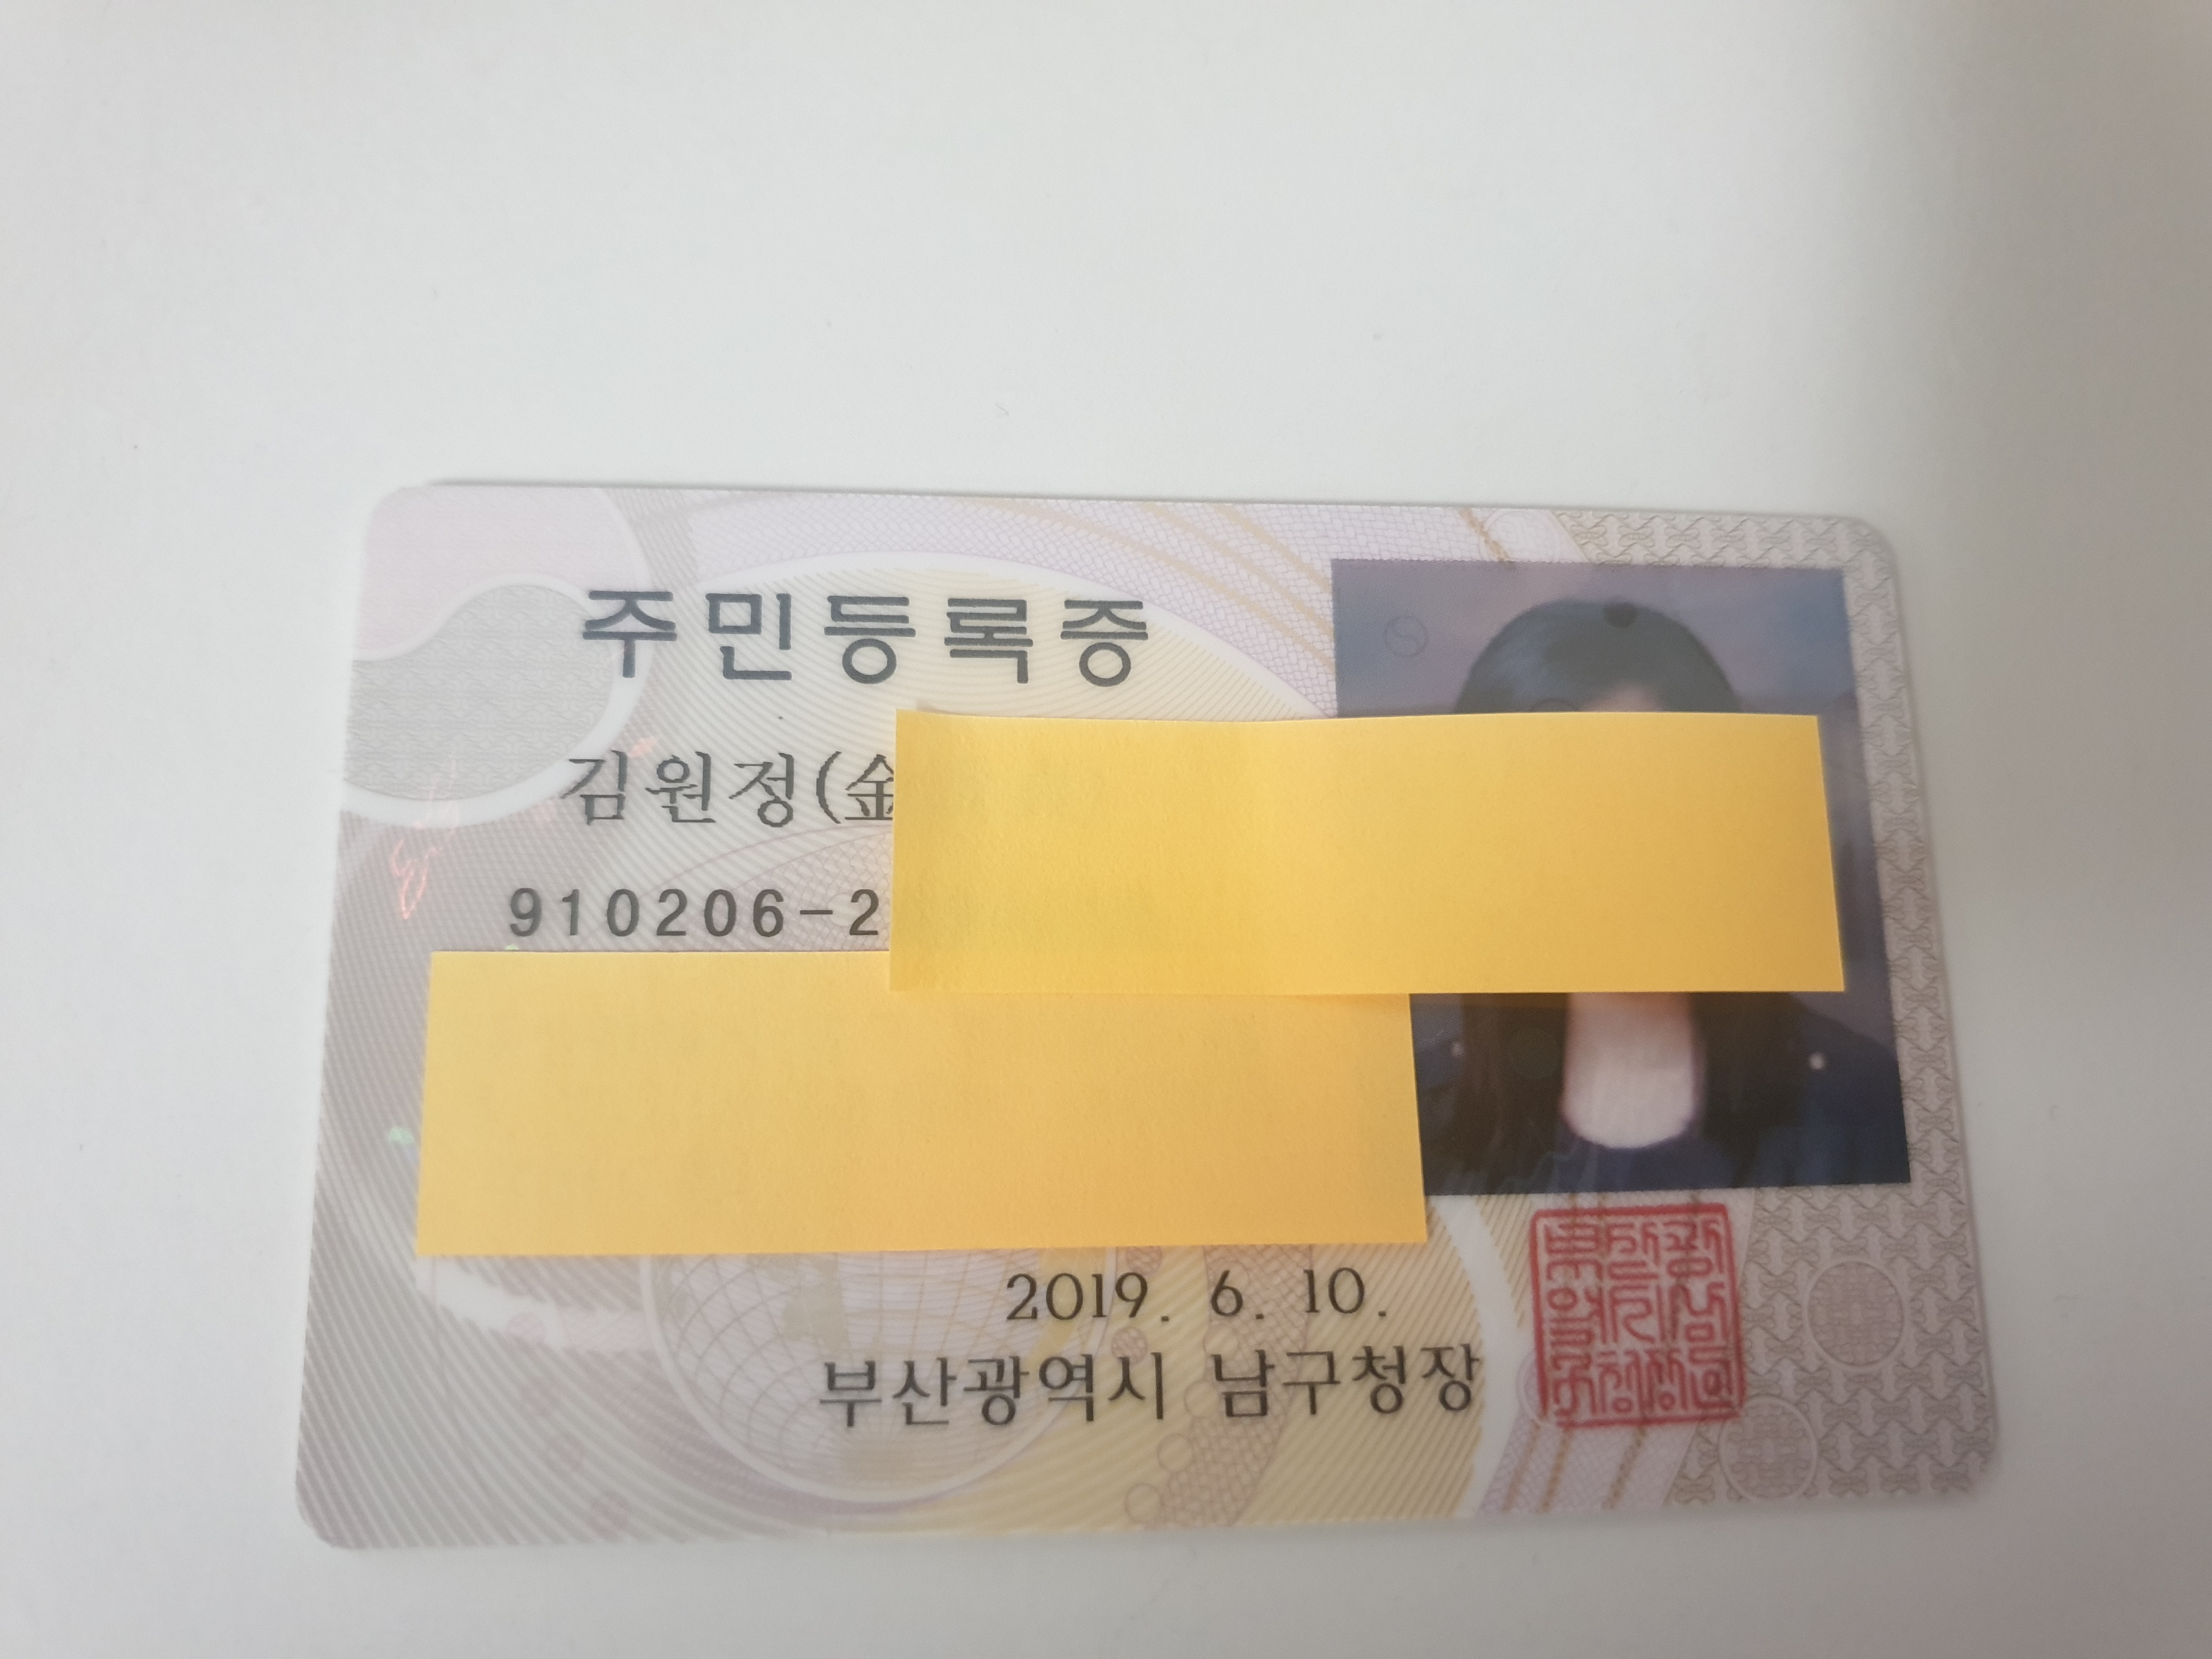 주민등록증
김원정(金
910206-2
2019. 6. 10.
부산광역시 남구청장